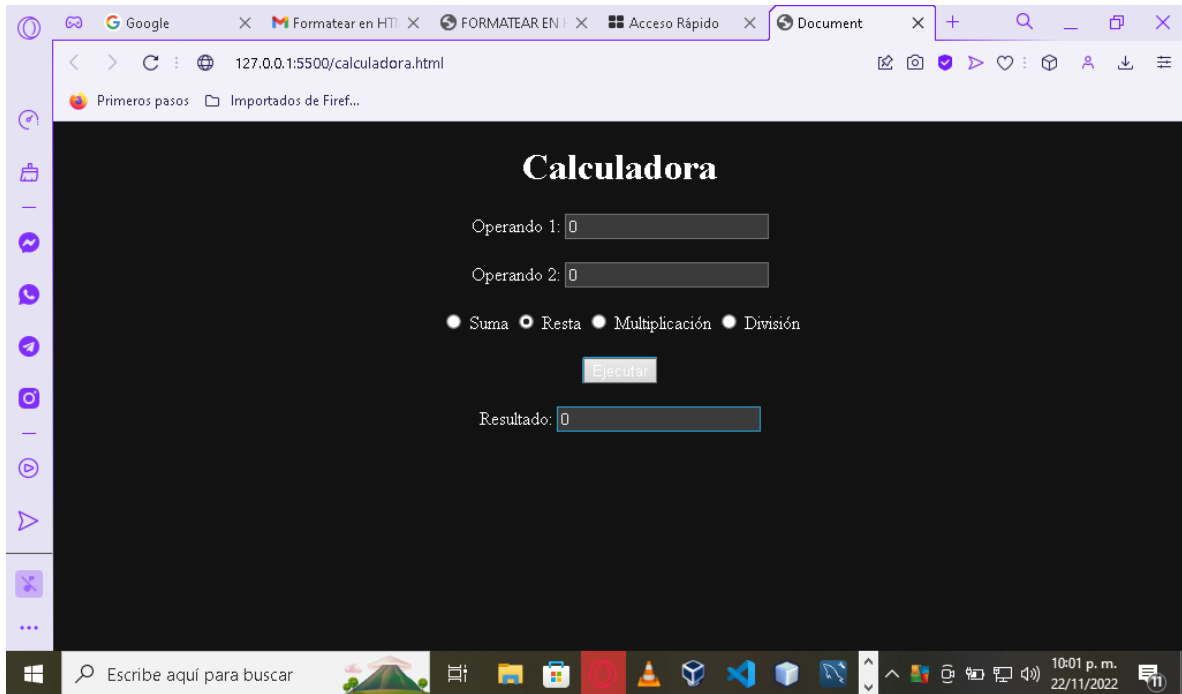 Google
Formatear en HT
FORMATEAR EN
Acceso Rápido
Document
127.0.0.1:5500/calculadora.html
Primeros pasos
Importados de Firef...
Calculadora
Operando 1: 0
Operando 2: 0
Suma Resta Multiplicación División
Ejecutar
Resultado: 0
Escribe aquí para buscar
10:01 p. m.
22/11/2022
11